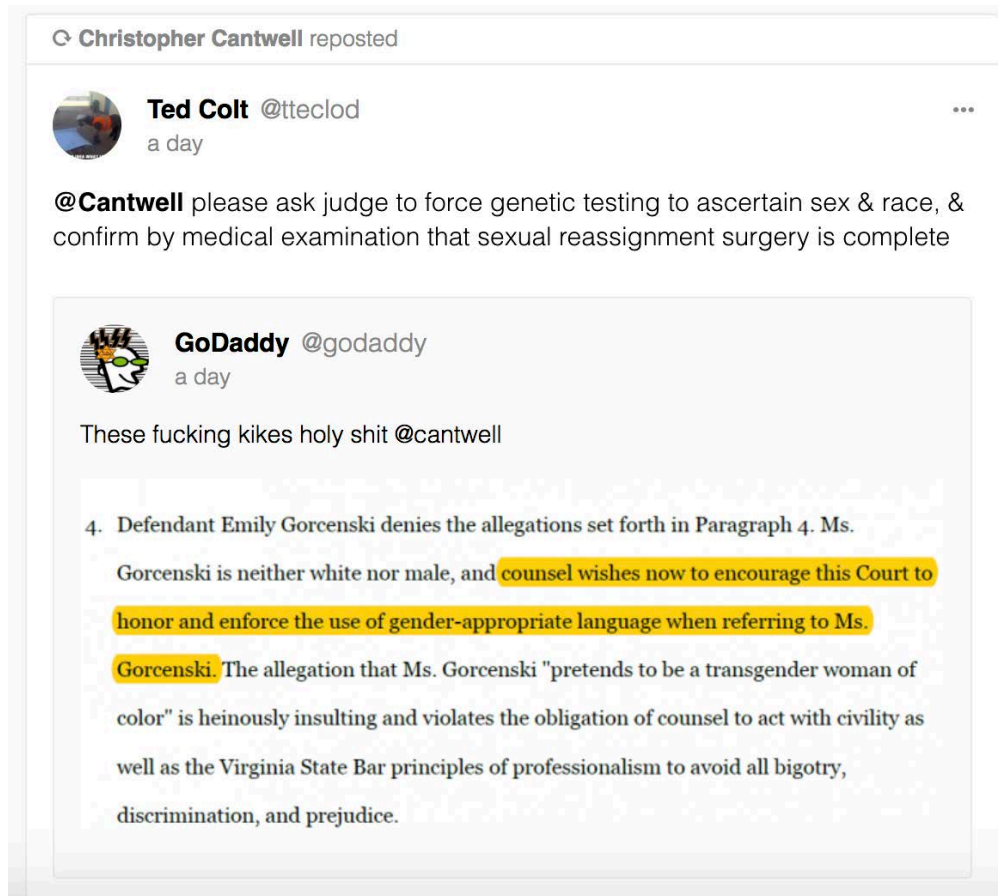 Christopher Cantwell reposted
Ted Colt @tteclod
a day
@Cantwell please ask judge to force genetic testing to ascertain sex & race, &
confirm by medical examination that sexual reassignment surgery is complete
GoDaddy @godaddy
a day
These fucking kikes holy shit @cantwell
4. Defendant Emily Gorcenski denies the allegations set forth in Paragraph 4. Ms.
Gorcenski is neither white nor male, and counsel wishes now to encourage this Court to
honor and enforce the use of gender-appropriate language when referring to Ms.
Gorcenski. The allegation that Ms. Gorcenski "pretends to be a transgender woman of
color" is heinously insulting and violates the obligation of counsel to act with civility as
well as the Virginia State Bar principles of professionalism to avoid all bigotry,
discrimination, and prejudice.